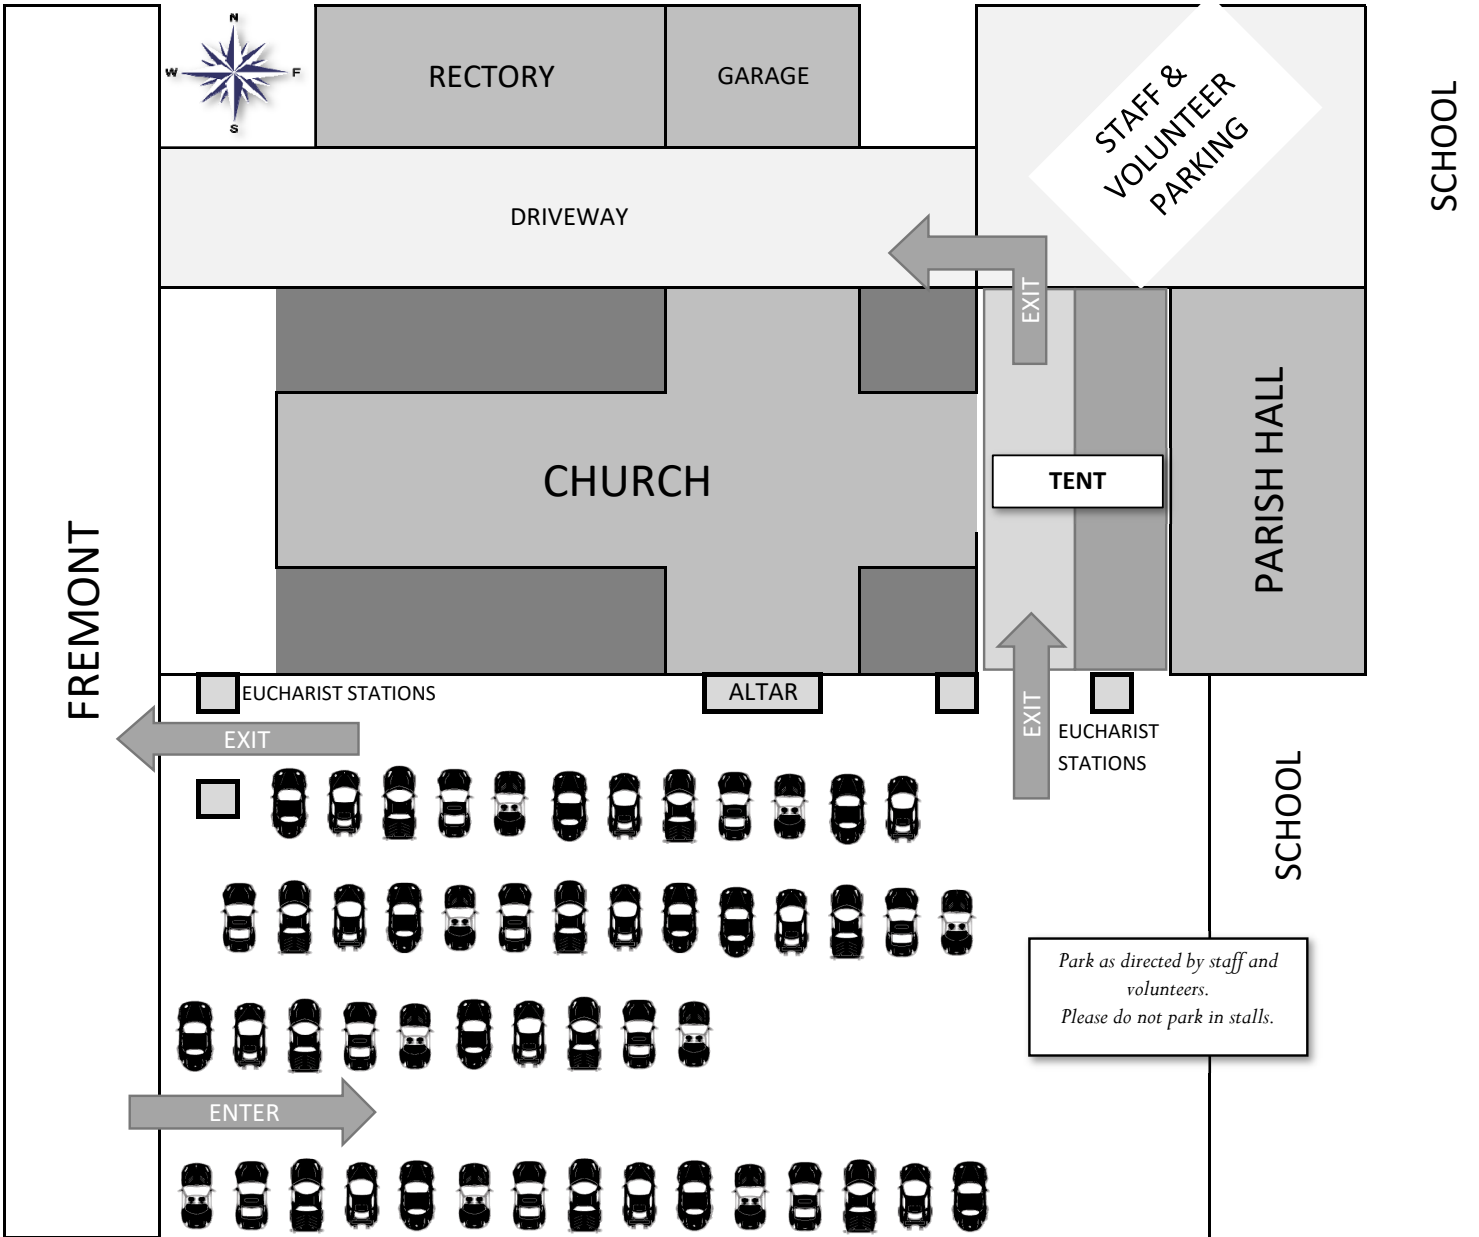 N
W
F
S
RECTORY
GARAGE
STAFF &
VOLUNTEER
PARKING
SCHOOL
DRIVEWAY
EXIT
CHURCH
TENT
PARISH HALL
FREMONT
EUCHARIST STATIONS
ALTAR
EXIT
EXIT
EUCHARIST
STATIONS
SCHOOL
Park as directed by staff and
volunteers.
Please do not park in stalls.
ENTER